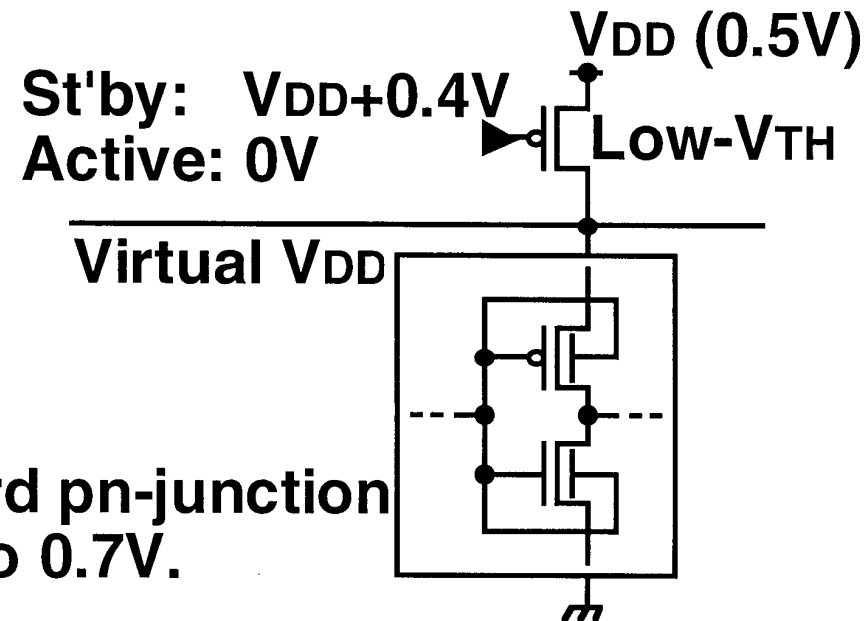 VDD (0.5V)
St'by: VDD+0.4V
Active: 0V
Low-VTH
Virtual VDD
pn-junction
0.7V.